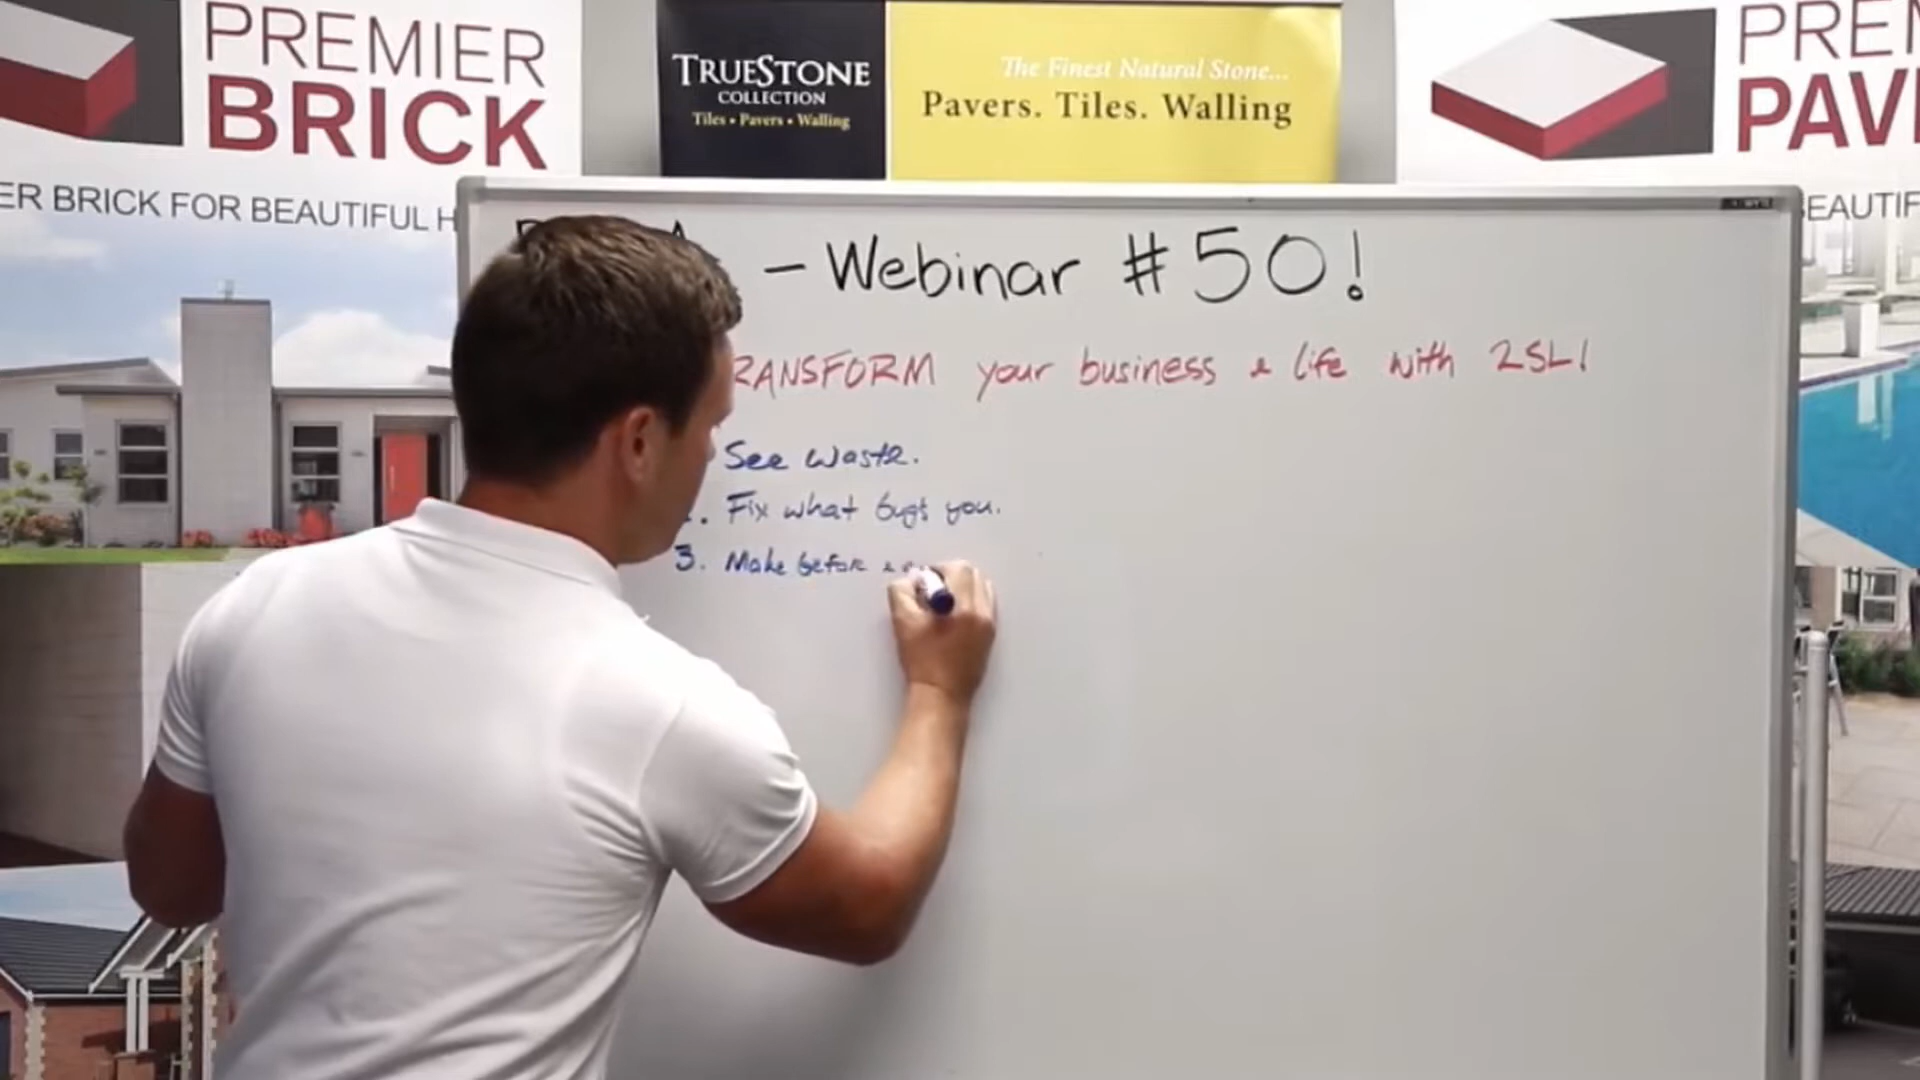 PREMIER
BRICK
ER BRICK FOR BEAUTIFUL H
TRUESTONE
COLLECTION
Tiles • Pavers • Walling
The Finest Natural Stone...
Pavers. Tiles. Walling
PREM
PAV
EAUTIF
– Webinar #50!
RANSFORM your business & life with 2SL!
See waste.
. Fix what bugs you.
3. Make before &